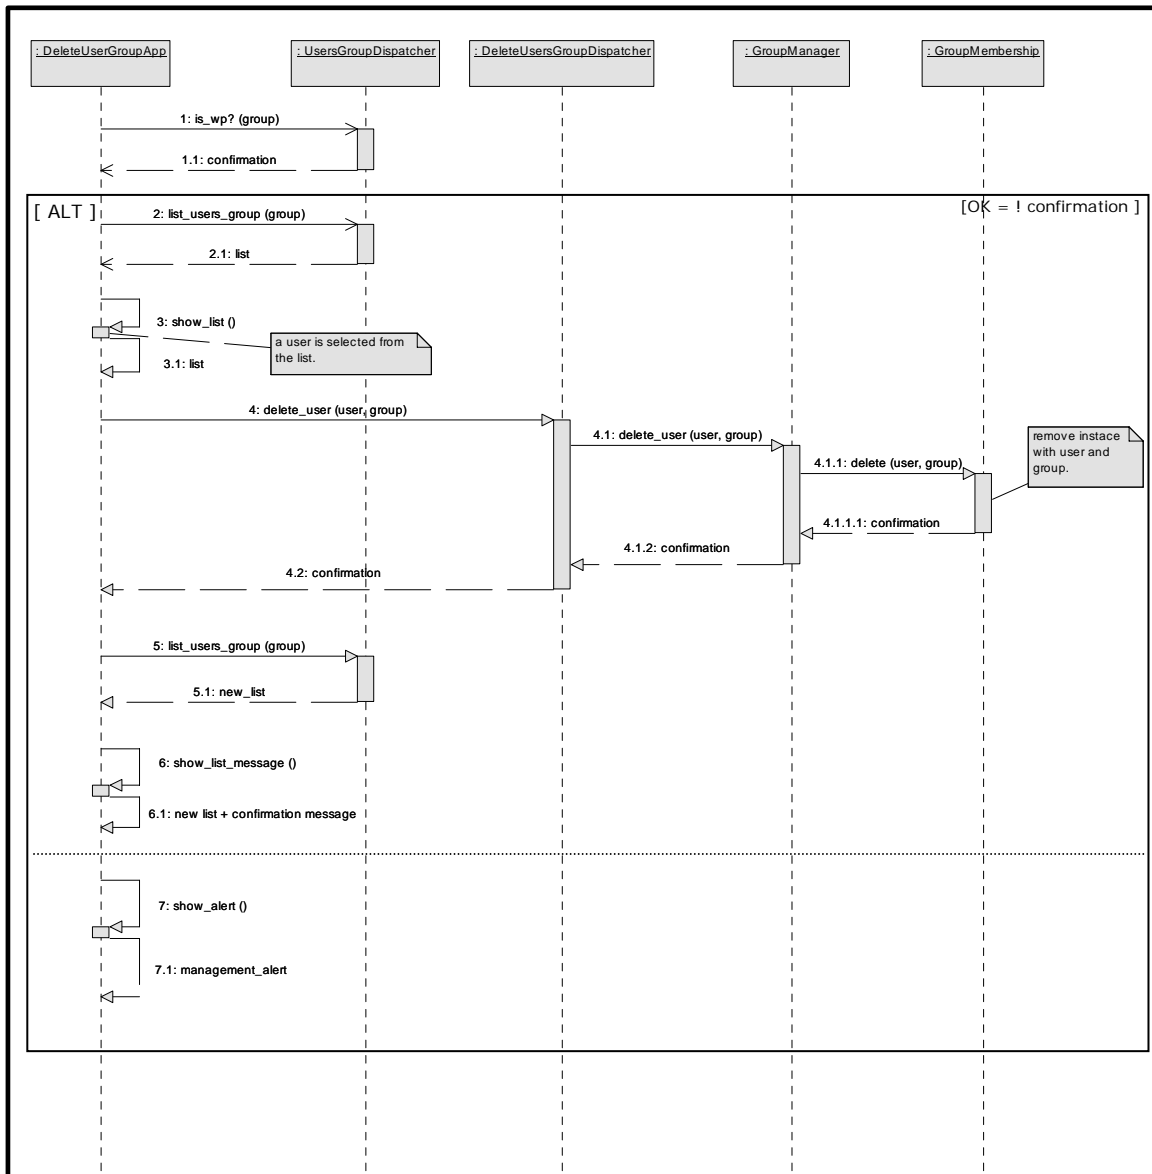 : DeleteUserGroupApp
: UsersGroupDispatcher
: DeleteUsersGroupDispatcher
: GroupManager
: GroupMembership
1: is_wp? (group)
1.1: confirmation
[ ALT ]
[OK = ! confirmation ]
2: list_users_group (group)
2.1: list
3: show_list ()
a user is selected from
the list.
3.1: list
4: delete_user (user, group)
4.1: delete_user (user, group)
remove instace
with user and
group.
4.1.1: delete (user, group)
4.1.1.1: confirmation
4.1.2: confirmation
4.2: confirmation
5: list_users_group (group)
5.1: new_list
6: show_list_message ()
6.1: new list + confirmation message
7: show_alert ()
7.1: management_alert